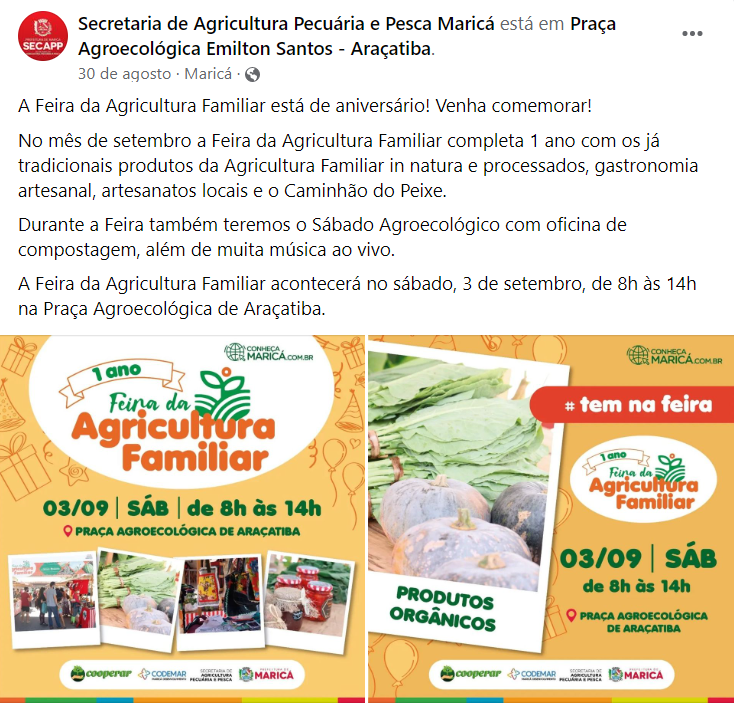 Secretaria de Agricultura Pecuária e Pesca Maricá está em Praça
Agroecológica Emilton Santos - Araçatiba.
SECAPP
30 de agosto · Maricá ·
A Feira da Agricultura Familiar está de aniversário! Venha comemorar!
No mês de setembro a Feira da Agricultura Familiar completa 1 ano com os já
tradicionais produtos da Agricultura Familiar in natura e processados, gastronomia
artesanal, artesanatos locais e o Caminhão do Peixe.
Durante a Feira também teremos o Sábado Agroecológico com oficina de
compostagem, além de muita música ao vivo.
A Feira da Agricultura Familiar acontecerá no sábado, 3 de setembro, de 8h às 14h
na Praça Agroecológica de Araçatiba.
CONHEÇA
MARICÁ.COM.BR
1 ano
Feira da
Agricultura
Familiar
03/09 | SÁB | de 8h às 14h
PRAÇA AGROECOLÓGICA DE ARAÇATIBA
cooperar
CODEMAR
SECRETARIA DE
AGRICULTURA
PECUÁRIA E PESCA
PREFEITURA DE
MARICÁ
CONHEÇA
MARICÁ.COM.BR
# tem na feira
1 ano
Feira da
Agricultura
Familiar
03/09 | SÁB
de 8h às 14h
PRAÇA AGROECOLÓGICA
DE ARAÇATIBA
PRODUTOS
ORGÂNICOS
cooperar
CODEMAR
SECRETARIA DE
AGRICULTURA
PECUÁRIA E PESCA
PREFEITURA DE
MARICÁ